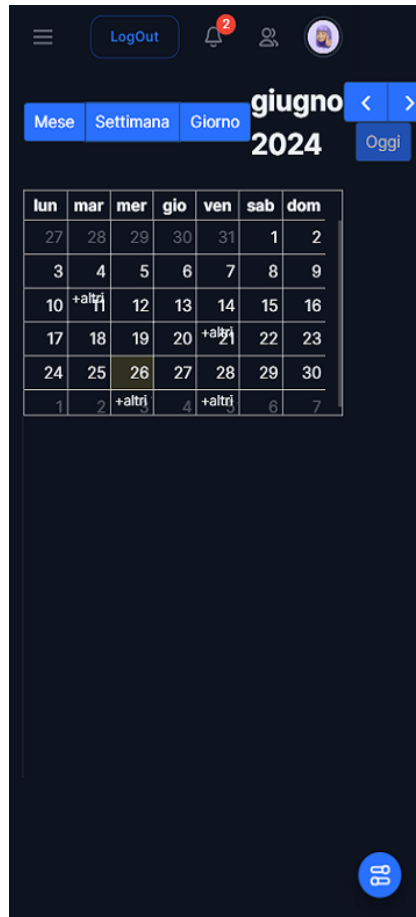 LogOut 2
Mese Settimana Giorno giugno 2024 Oggi
lun mar mer gio ven sab dom
27 28 29 30 31 1 2
3 4 5 6 7 8 9
10 +altri 11 12 13 14 15 16
17 18 19 20 +altri 21 22 23
24 25 26 27 28 29 30
1 2 +altri 3 4 +altri 5 6 7